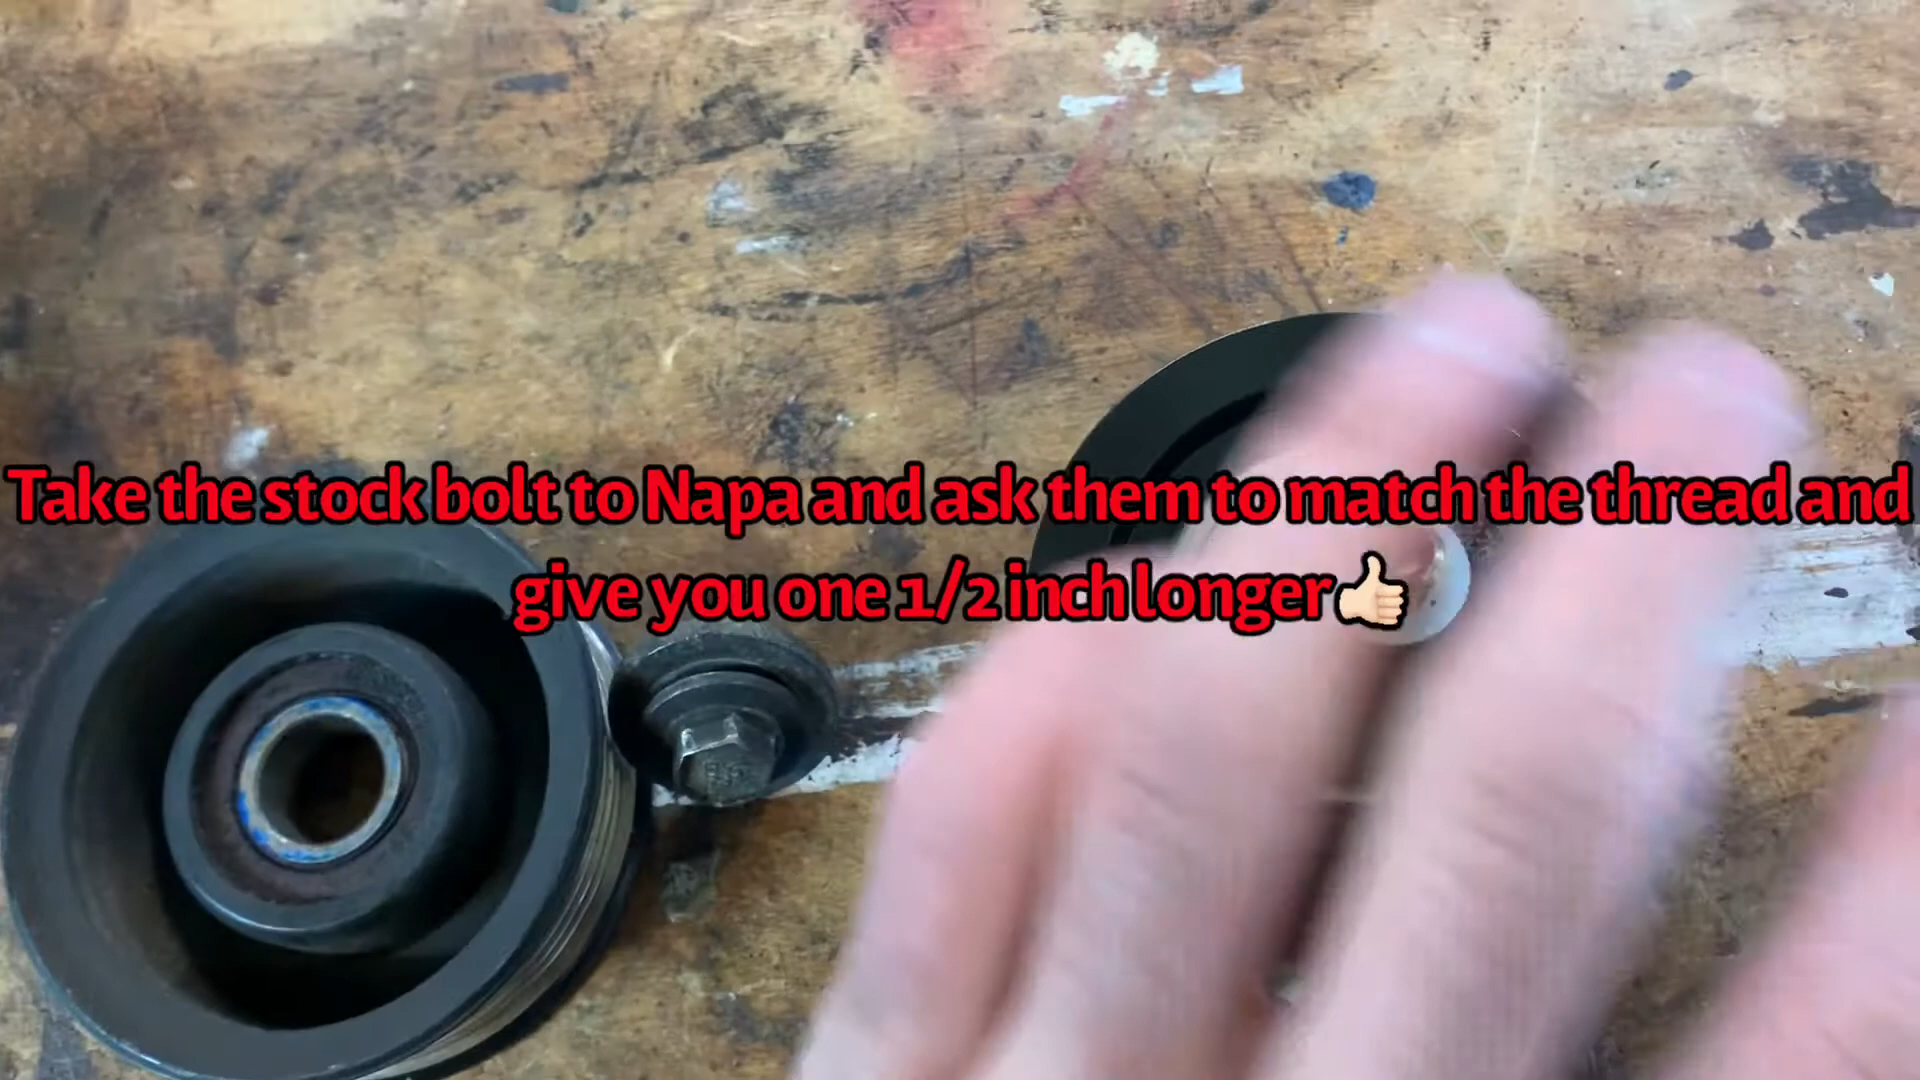 Take the stock bolt to Napa and ask them to match the thread and
give you one 1/2 inch longer👍🏻